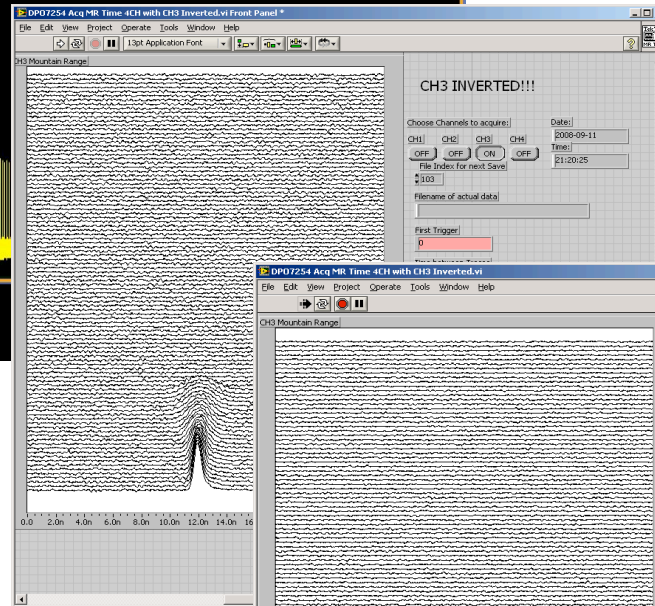 DPO7254 Acq MR Time 4CH with CH3 Inverted.vi Front Panel *
File Edit View Project Operate Tools Window Help
13pt Application Font
CH3 Mountain Range
CH3 INVERTED!!!
Choose Channels to acquire:
Date:
CH1 CH2 CH3 CH4
2008-09-11
OFF OFF ON OFF
Time:
21:20:25
File Index for next Save
103
Filename of actual data
First Trigger
0
0.0 2.0n 4.0n 6.0n 8.0n 10.0n 12.0n 14.0n 16
DPO7254 Acq MR Time 4CH with CH3 Inverted.vi
File Edit View Project Operate Tools Window Help
CH3 Mountain Range